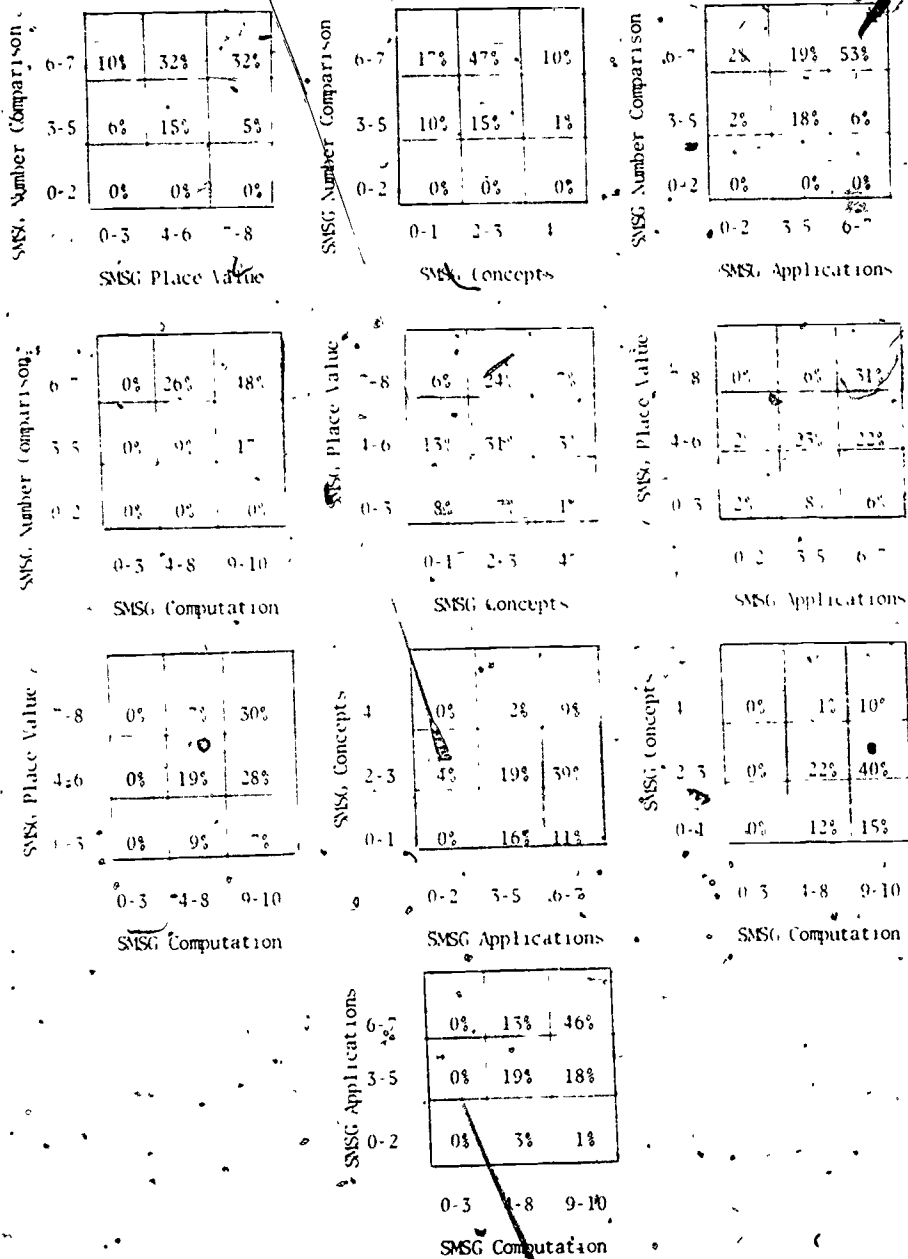 SMSG Number Comparison SMSG Number Comparison SMSG Number Comparison
6-7 10% 32% 32% 6-7 17% 47% 10% 6-7 2% 19% 53%
3-5 6% 15% 5% 3-5 10% 15% 1% 3-5 2% 18% 6%
0-2 0% 0% 0% 0-2 0% 0% 0% 0-2 0% 0% 0%
0-3 4-6 7-8 0-1 2-3 4 0-2 3-5 6-7
SMSG Place Value SMSG Concepts SMSG Applications
SMSG Number Comparison SMSG Place Value SMSG Place Value
0% 26% 48% 6% 24% 0% 6% 31%
3-5 0% 9% 17 4-6 13% 31% 3% 4-6 23% 22%
0-2 0% 0% 0% 0-3 8% 7% 1% 0-3 2% 8% 6%
0-3 4-8 9-10 0-1 2-3 4 0-2 3-5 6-7
SMSG Computation SMSG Concepts SMSG Applications
SMSG Place Value SMSG Concepts SMSG Concepts
7-8 0% 7% 30% 4 0% 2% 9% 4 0% 1% 10%
4-6 0% 19% 28% 2-3 4% 19% 39% 2-3 0% 22% 40%
0% 9% 7% 0-1 0% 16% 11% 0-1 0% 12% 15%
0-3 4-8 9-10 0-2 3-5 0-3 4-8 9-10
SMSG Computation SMSG Applications SMSG Computation
SMSG Applications
6-7 0% 13% 46%
3-5 0% 19% 18%
0-2 0% 3% 1%
0-3 4-8 9-10
SMSG Computation